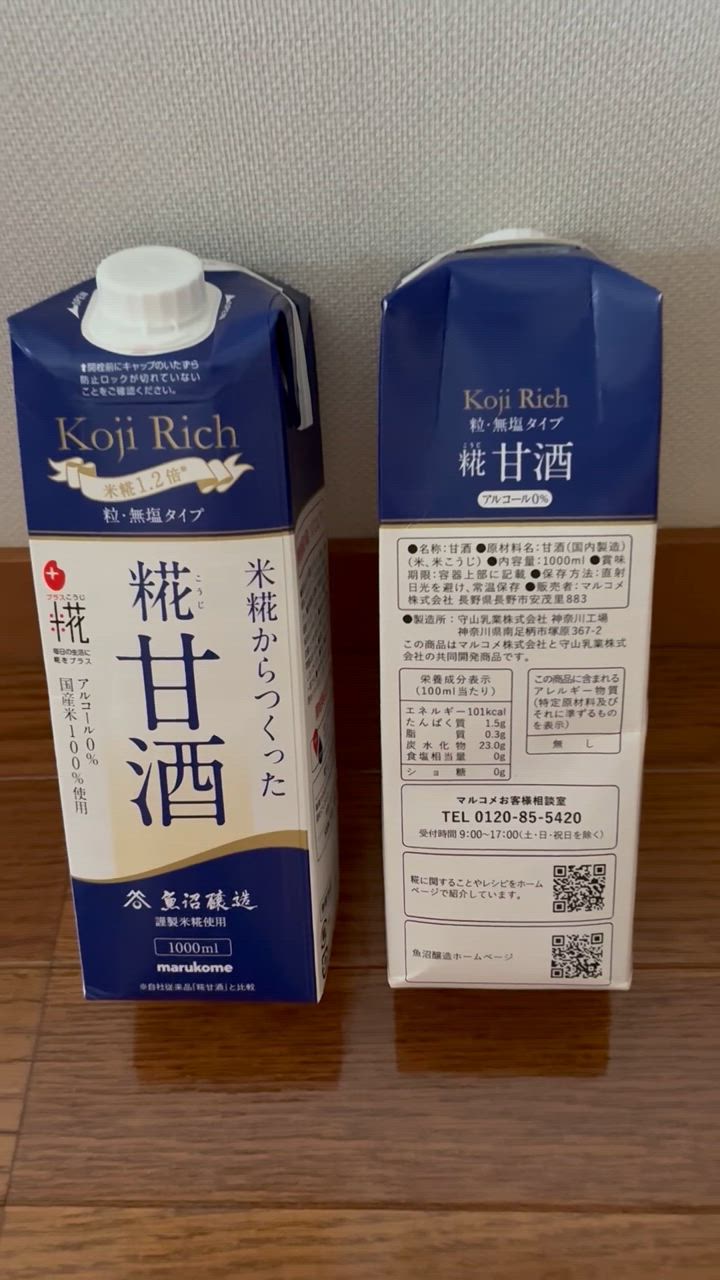 OPEN
⬆開栓前にキャップのいたずら
防止ロックが切れていない
ことをご確認ください。
Koji Rich
米糀1.2倍※
粒・無塩タイプ
プラスこうじ
糀
毎日の生活に
糀をプラス
米糀からつくった
糀甘酒
こうじ
アルコール0%
国産米100%使用
魚沼醸造
謹製米糀使用
1000ml
marukome
※自社従来品「糀甘酒」と比較
Koji Rich
粒・無塩タイプ
こうじ
糀甘酒
アルコール0%
●名称:甘酒 ●原材料名:甘酒(国内製造)
(米、米こうじ) ●内容量:1000ml ●賞味
期限:容器上部に記載 ●保存方法:直射
日光を避け、常温保存 ●販売者:マルコメ
株式会社 長野県長野市安茂里883
●製造所:守山乳業株式会社 神奈川工場
神奈川県南足柄市塚原367-2
この商品はマルコメ株式会社と守山乳業株式
会社の共同開発商品です。
栄養成分表示
(100ml当たり)
エネルギー 101kcal
たんぱく質 1.5g
脂質 0.3g
炭水化物 23.0g
食塩相当量 0g
ショ糖 0g
この商品に含まれる
アレルギー物質
(特定原材料及び
それに準ずるもの
を表示)
無し
マルコメお客様相談室
TEL 0120-85-5420
受付時間 9:00~17:00(土・日・祝日を除く)
糀に関することやレシピをホーム
ページで紹介しています。
魚沼醸造ホームページ